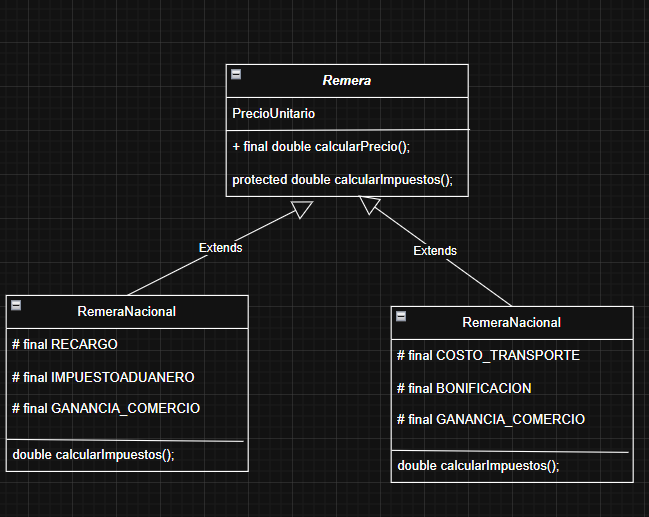 Remera
PrecioUnitario
+ final double calcularPrecio();
protected double calcularImpuestos();
Extends
Extends
RemeraNacional
# final RECARGO
# final IMPUESTOADUANERO
# final GANANCIA_COMERCIO
double calcularImpuestos();
RemeraNacional
# final COSTO_TRANSPORTE
# final BONIFICACION
# final GANANCIA_COMERCIO
double calcularImpuestos();